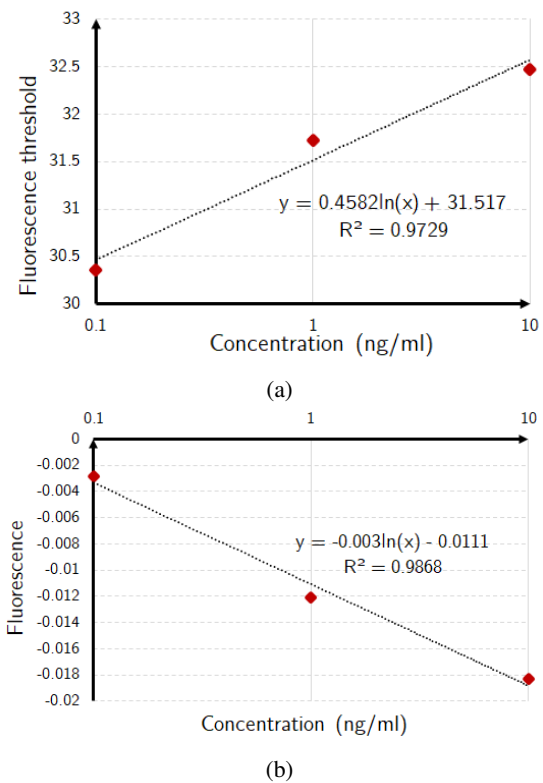 33
32.5
32
31.5
31
30.5
30
Fluorescence threshold
y = 0.4582ln(x) + 31.517
R² = 0.9729
0.1 1 10
Concentration (ng/ml)
(a)
0.1 1 10
0
-0.002
-0.004
-0.006
-0.008
-0.01
-0.012
-0.014
-0.016
-0.018
-0.02
Fluorescence
y = -0.003ln(x) - 0.0111
R² = 0.9868
Concentration (ng/ml)
(b)